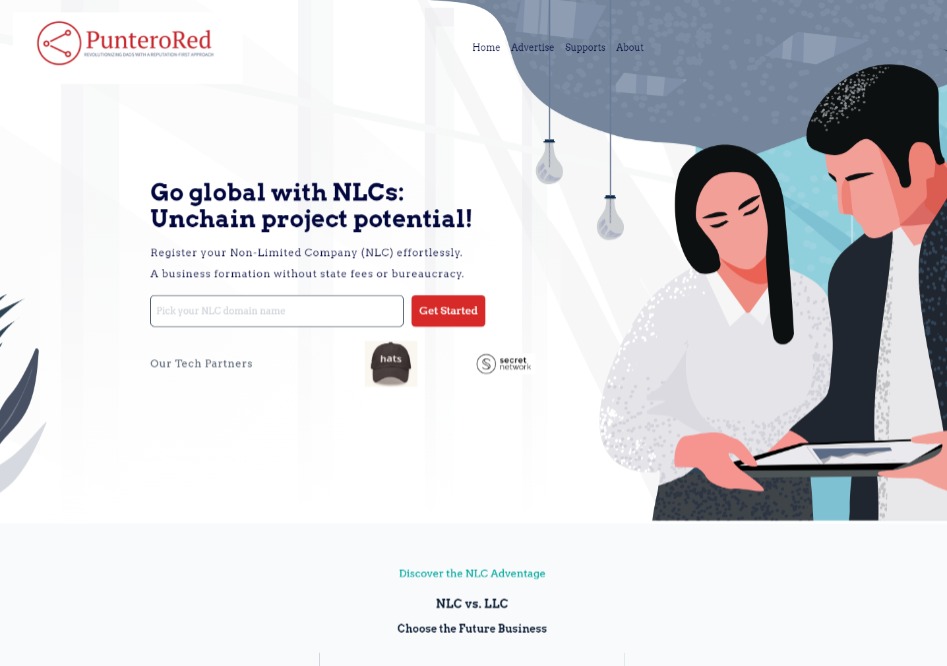 PunteroRed
REVOLUTIONIZING DAOS WITH A REPUTATION-FIRST APPROACH
Home Advertise Supports About
Go global with NLCs:
Unchain project potential!
Register your Non-Limited Company (NLC) effortlessly.
A business formation without state fees or bureaucracy.
Pick your NLC domain name
Get Started
Our Tech Partners
hats
secret
network
Discover the NLC Adventage
NLC vs. LLC
Choose the Future Business